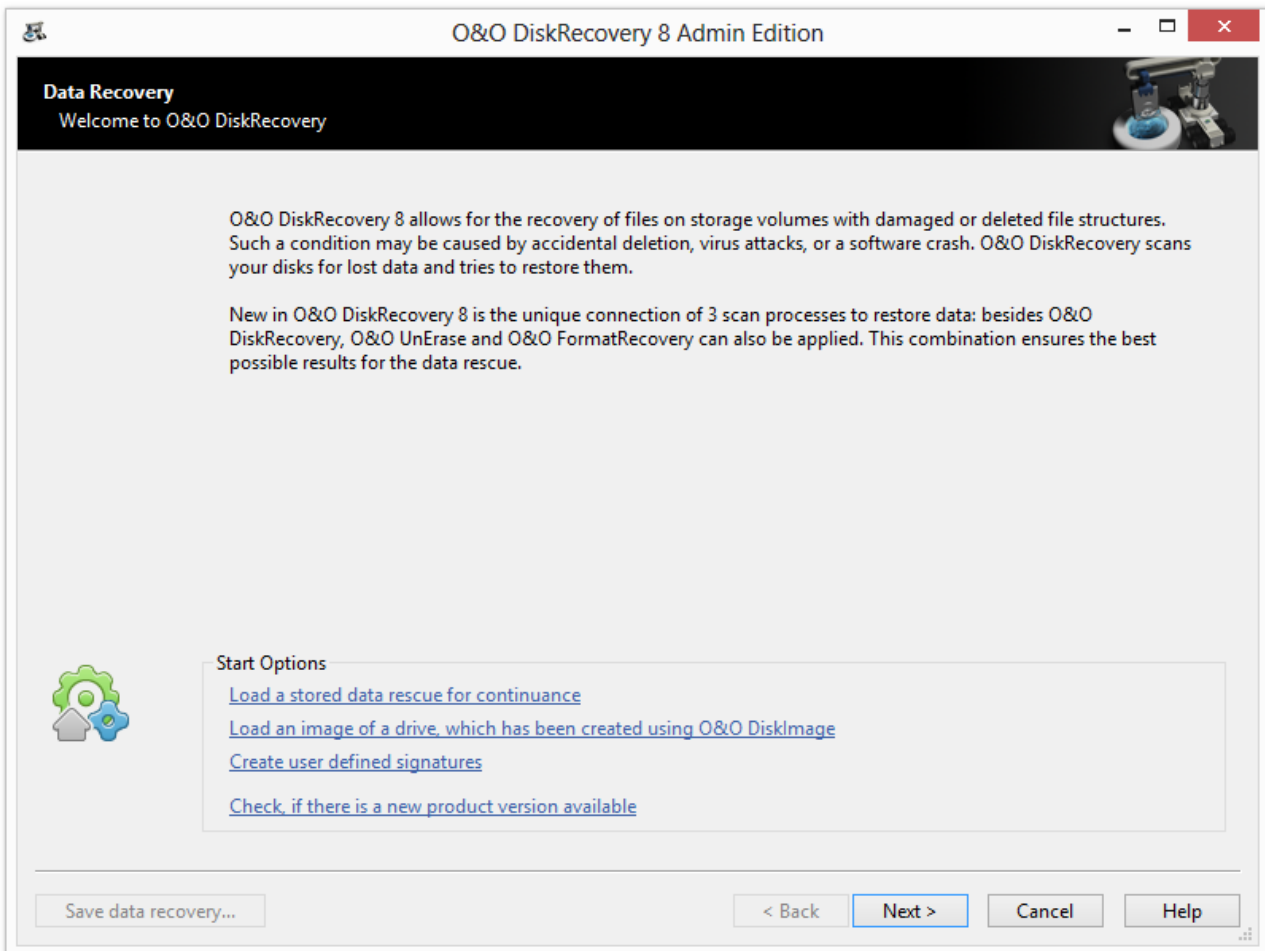 O&O DiskRecovery 8 Admin Edition
Data Recovery
Welcome to O&O DiskRecovery
O&O DiskRecovery 8 allows for the recovery of files on storage volumes with damaged or deleted file structures.
Such a condition may be caused by accidental deletion, virus attacks, or a software crash. O&O DiskRecovery scans
your disks for lost data and tries to restore them.
New in O&O DiskRecovery 8 is the unique connection of 3 scan processes to restore data: besides O&O
DiskRecovery, O&O UnErase and O&O FormatRecovery can also be applied. This combination ensures the best
possible results for the data rescue.
Start Options
Load a stored data rescue for continuance
Load an image of a drive, which has been created using O&O DiskImage
Create user defined signatures
Check, if there is a new product version available
Save data recovery...
< Back
Next >
Cancel
Help